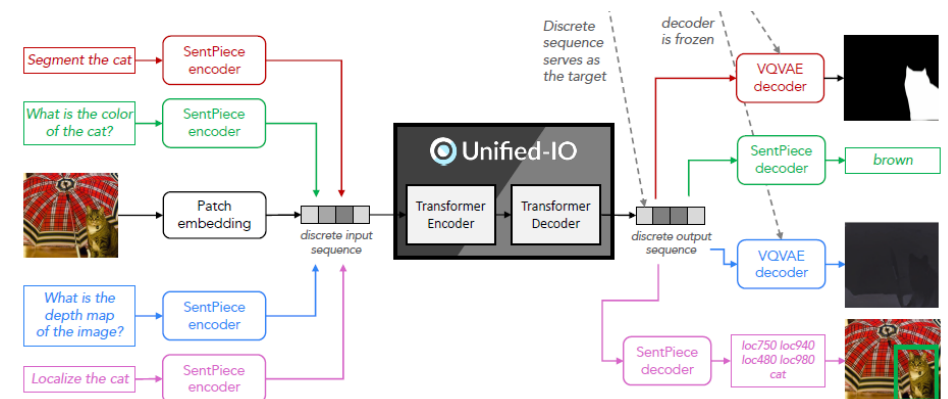 Discrete
sequence
serves as
the target
decoder
is frozen
Segment the cat
SentPiece
encoder
VQVAE
decoder
What is the color
of the cat?
SentPiece
encoder
Unified-IO
SentPiece
decoder
brown
Patch
embedding
discrete input
sequence
Transformer
Encoder
Transformer
Decoder
discrete output
sequence
VQVAE
decoder
What is the
depth map
of the image?
SentPiece
encoder
Localize the cat
SentPiece
encoder
SentPiece
decoder
loc750 loc940
loc480 loc980
cat